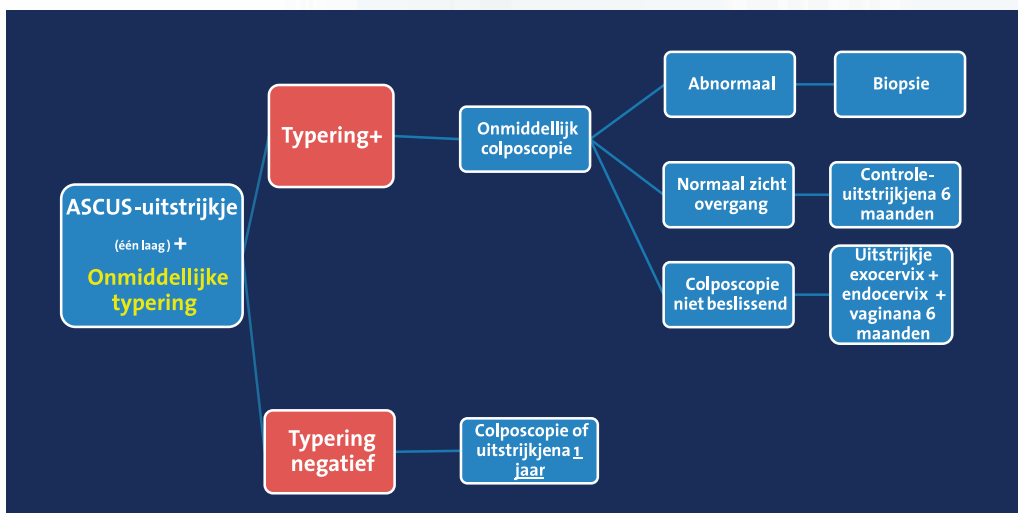 ASCUS-uitstrijkje
(één laag) +
Onmiddellijke
typering
Typering+
Onmiddellijk
colposcopie
Abnormaal
Biopsie
Normaal zicht
overgang
Controle-
uitstrijkjena 6
maanden
Colposcopie
niet beslissend
Uitstrijkje
exocervix +
endocervix +
vaginana 6
maanden
Typering
negatief
Colposcopie of
uitstrijkjena 1
jaar